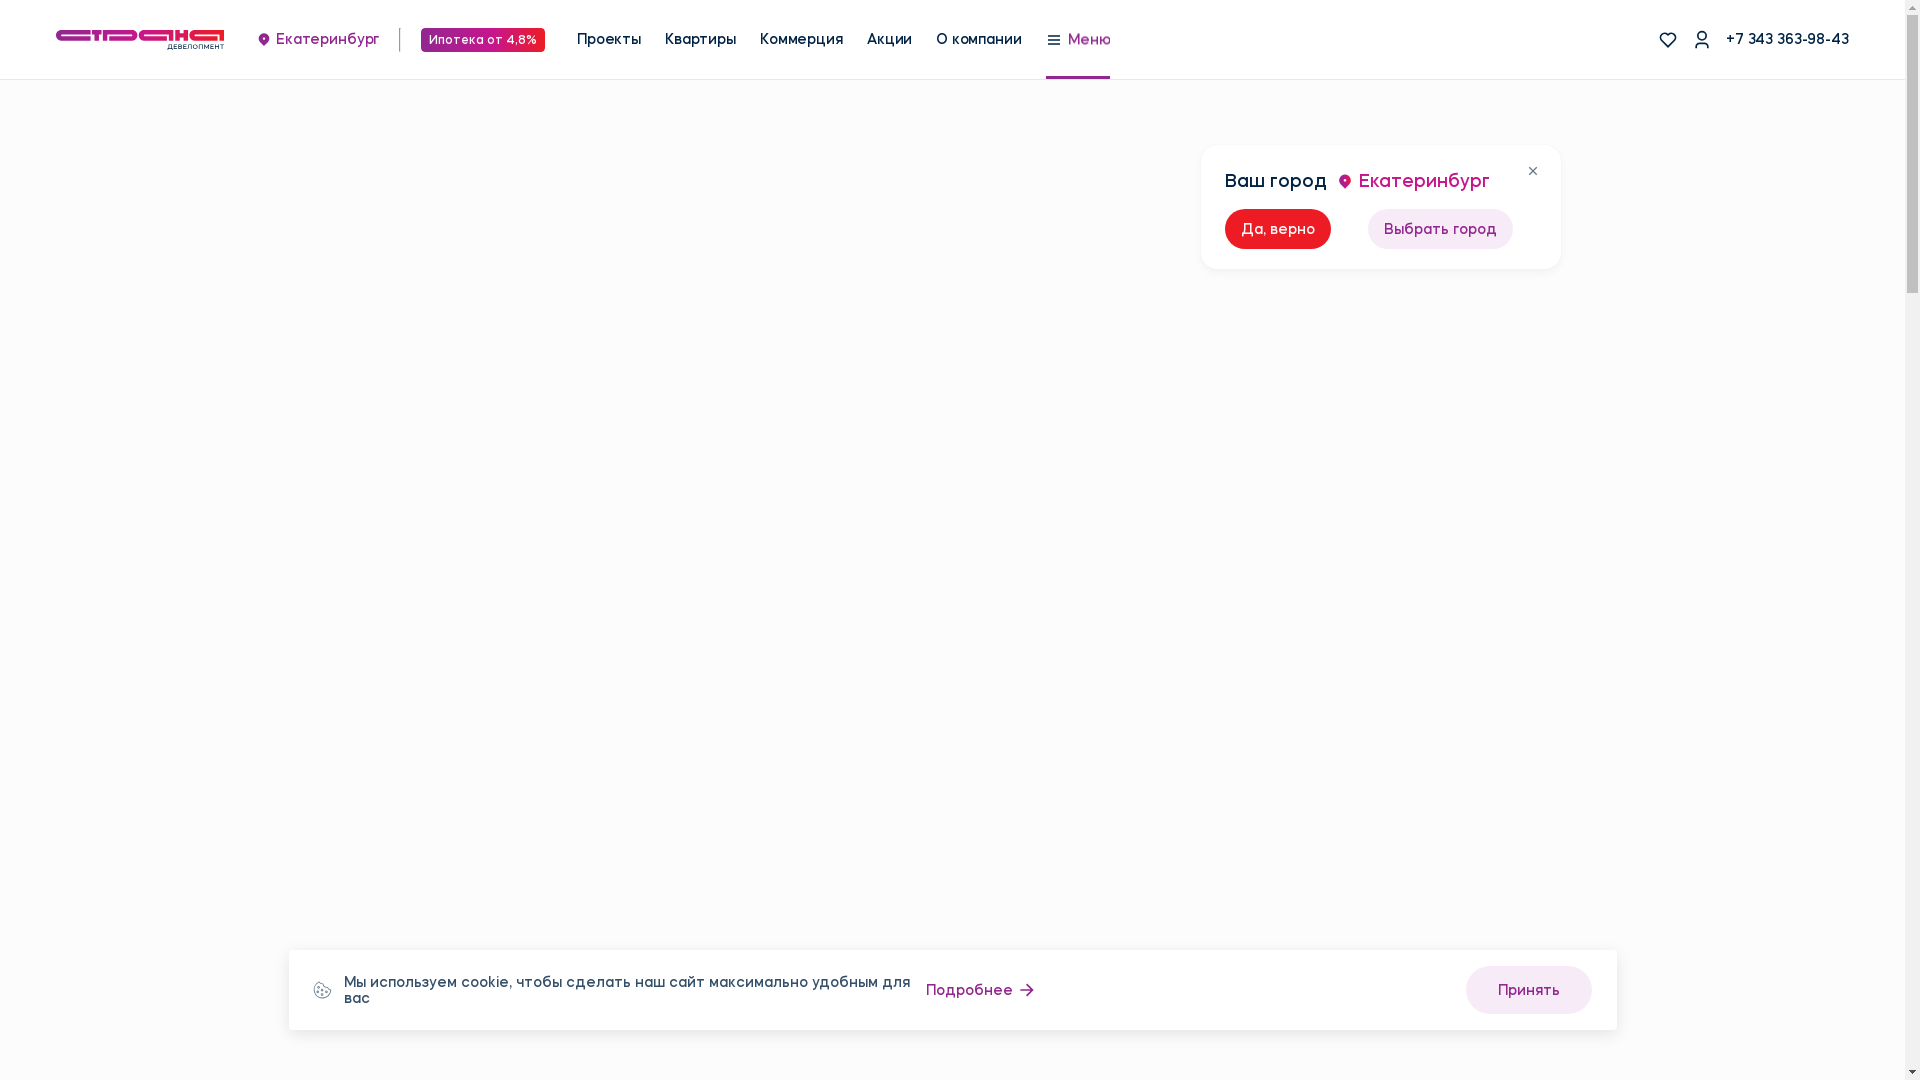 страна
ДЕВЕЛОПМЕНТ
Екатеринбург
Ипотека от 4,8%
Проекты
Квартиры
Коммерция
Акции
О компании
Меню
+7 343 363-98-43
Ваш город
Екатеринбург
Да, верно
Выбрать город
Мы используем cookie, чтобы сделать наш сайт максимально удобным для
вас
Подробнее
Принять